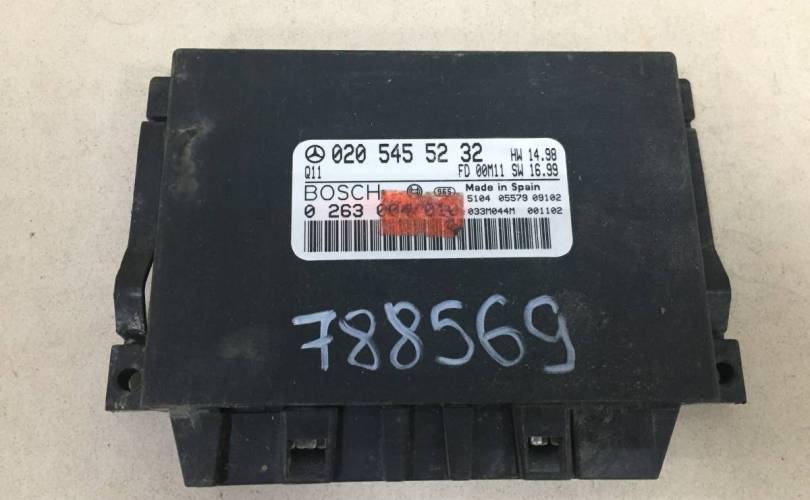 020 545 52 32 HW 14.98
Q11 FD 00M11 SW 16.99
BOSCH 965 Made in Spain
5104 05579 09102
0 263 033M044M 001102
788569